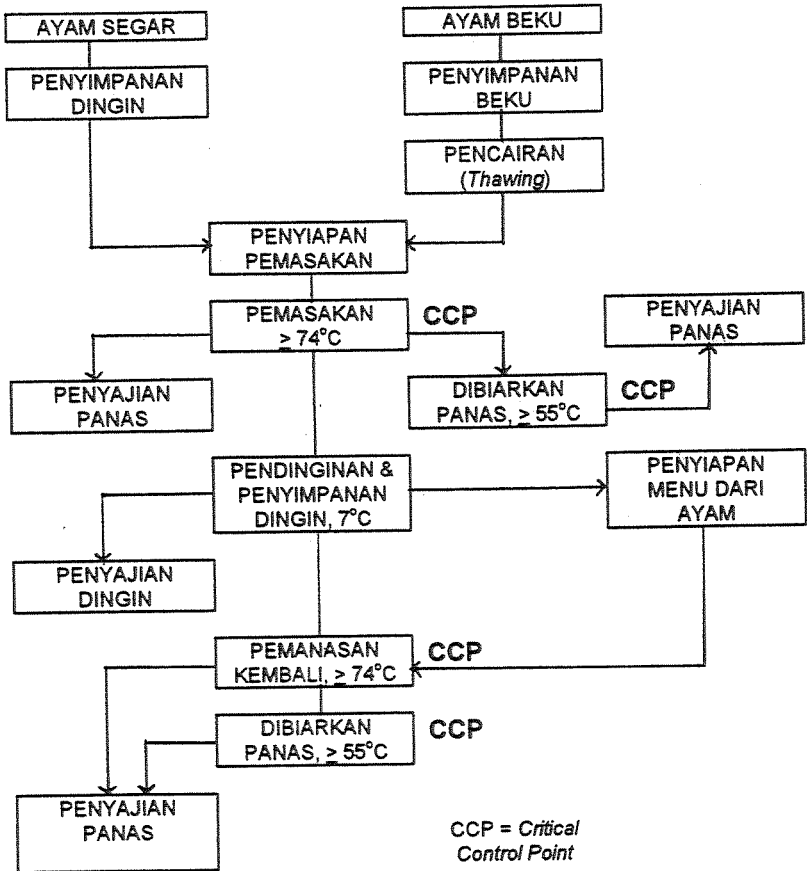 AYAM SEGAR
AYAM BEKU
PENYIMPANAN
DINGIN
PENYIMPANAN
BEKU
PENCAIRAN
(Thawing)
PENYIAPAN
PEMASAKAN
PEMASAKAN
≥ 74°C
CCP
PENYAJIAN
PANAS
PENYAJIAN
PANAS
DIBIARKAN
PANAS, ≥ 55°C
CCP
PENDINGINAN &
PENYIMPANAN
DINGIN, 7°C
PENYIAPAN
MENU DARI
AYAM
PENYAJIAN
DINGIN
PEMANASAN
KEMBALI, ≥ 74°C
CCP
DIBIARKAN
PANAS, ≥ 55°C
CCP
PENYAJIAN
PANAS
CCP = Critical
Control Point